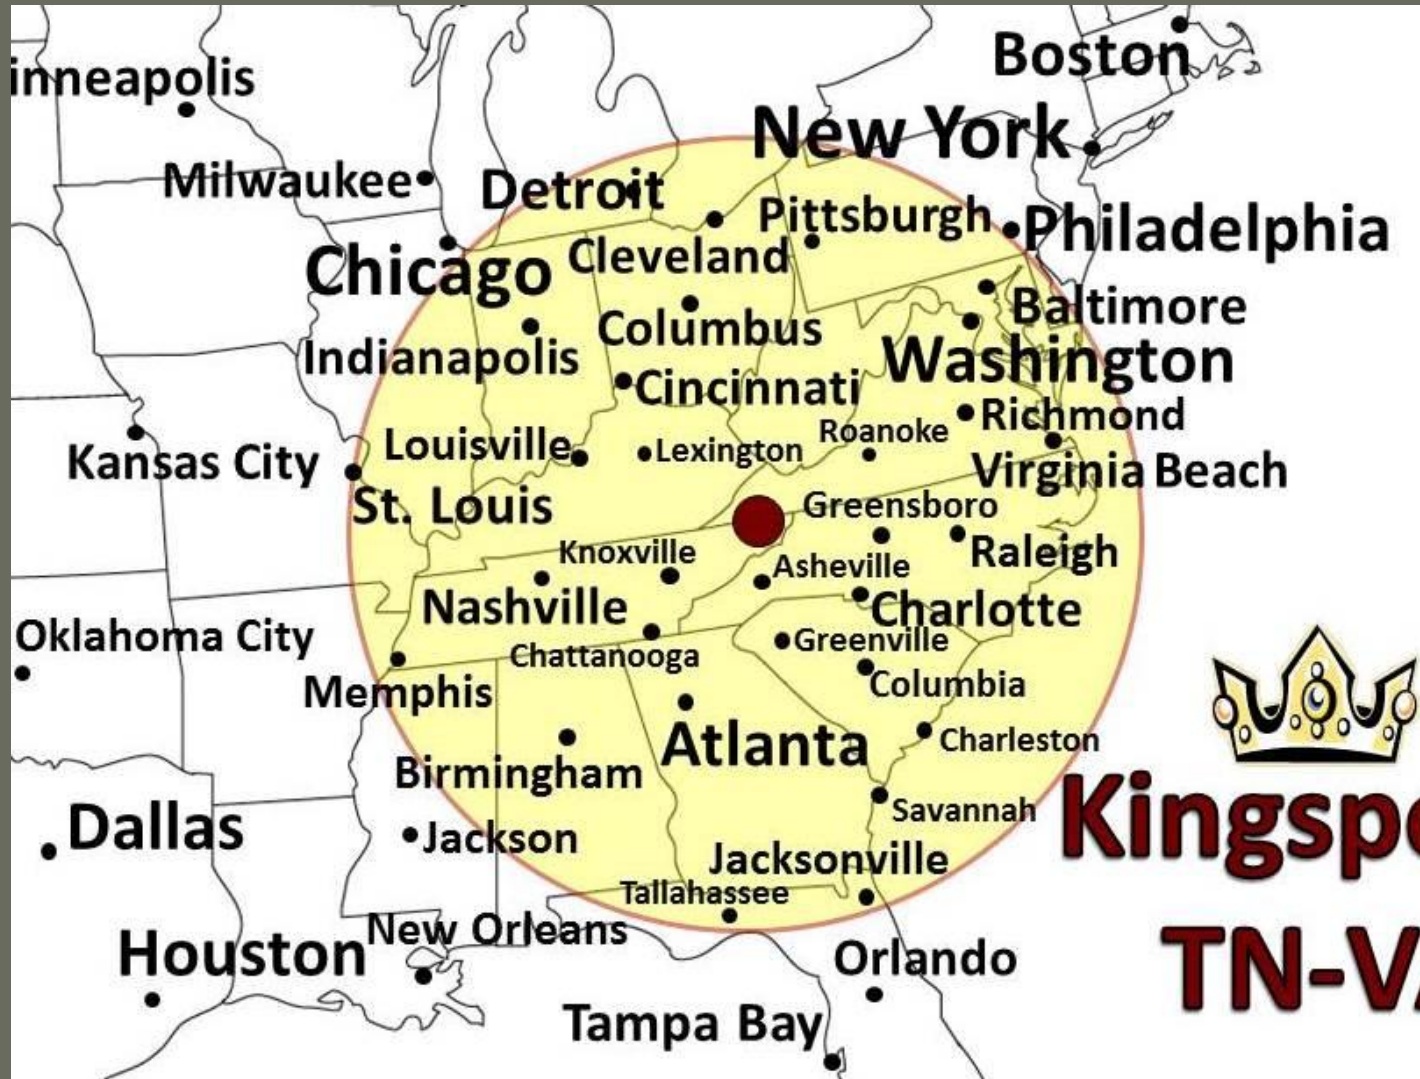 Boston
inneapolis
New York
Milwaukee
Detroit
Pittsburgh
Philadelphia
Chicago
Cleveland
Baltimore
Columbus
Indianapolis
Washington
Cincinnati
Richmond
Roanoke
Louisville
Lexington
Kansas City
Virginia Beach
St. Louis
Greensboro
Knoxville
Raleigh
Asheville
Nashville
Charlotte
Oklahoma City
Greenville
Chattanooga
Columbia
Memphis
Atlanta
Charleston
Birmingham
Savannah
Kingsp
Dallas
Jackson
Jacksonville
Tallahassee
New Orleans
Houston
Orlando
TN-V
Tampa Bay